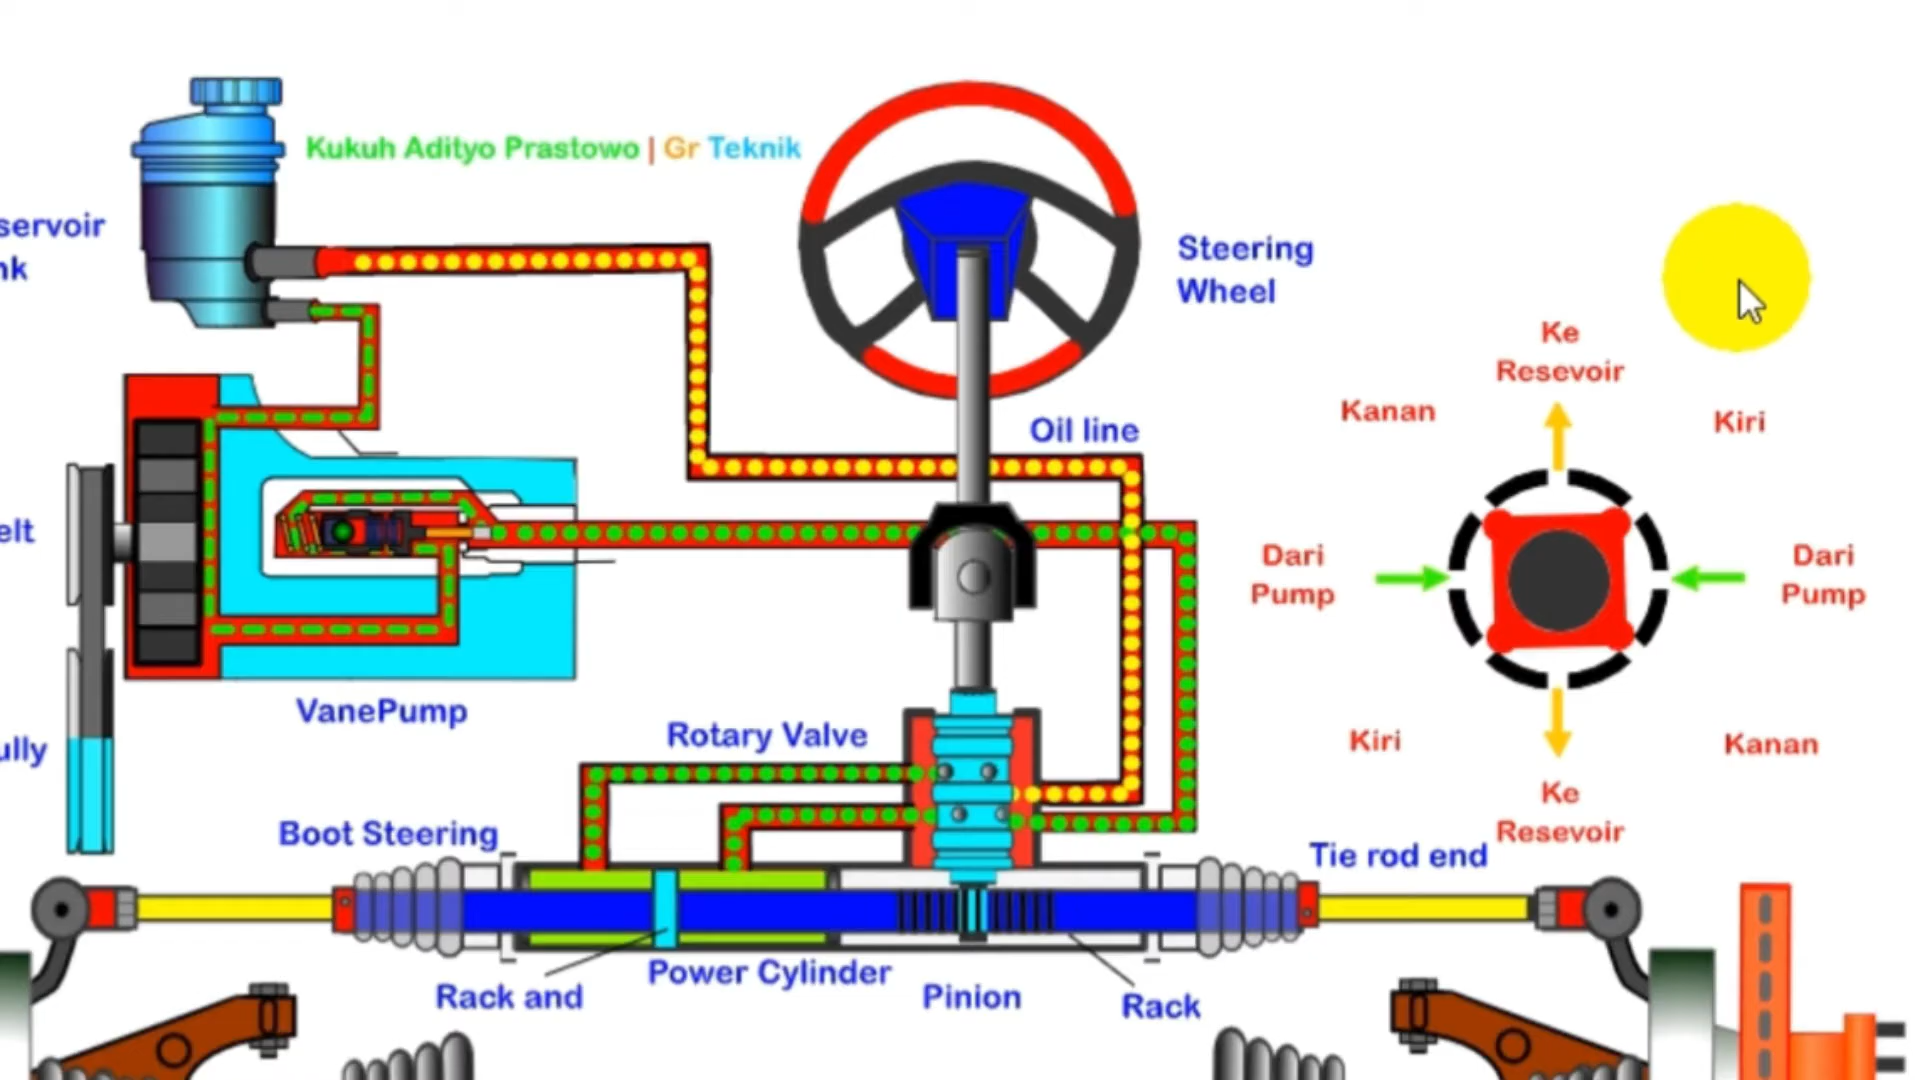 Kukuh Adityo Prastowo | Gr Teknik
servoir
nk
Steering
Wheel
Ke
Resevoir
Kanan
Kiri
Oil line
elt
Dari
Pump
Dari
Pump
VanePump
Rotary Valve
ully
Kiri
Kanan
Ke
Resevoir
Boot Steering
Tie rod end
Power Cylinder
Rack and
Pinion
Rack